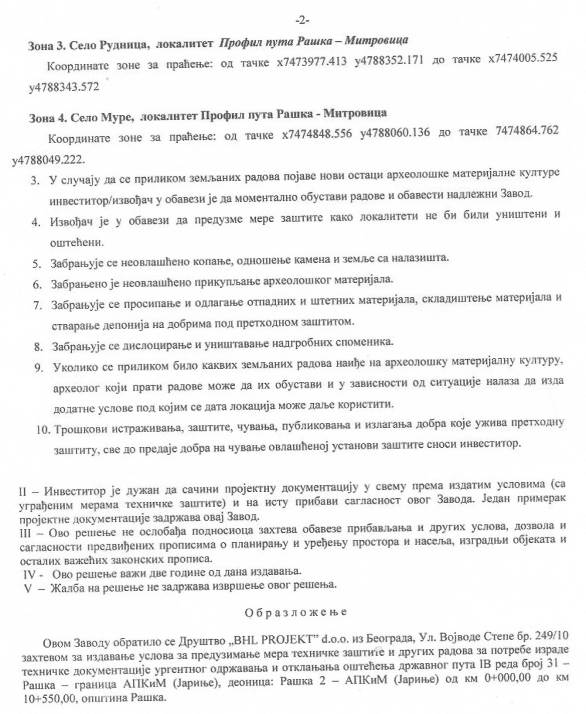 -2-
Зона 3. Село Рудница, локалитет Профил пута Рашка – Митровица
Координате зоне за праћење: од тачке x7473977.413 y4788352.171 до тачке x7474005.525
y4788343.572
Зона 4. Село Муре, локалитет Профил пута Рашка - Митровица
Координате зоне за праћење: од тачке x7474848.556 y4788060.136 до тачке 7474864.762
y4788049.222.
3. У случају да се приликом земљаних радова појаве нови остаци археолошке материјалне културе
инвеститор/извођач у обавези је да моментално обустави радове и обавести надлежни Завод.
4. Извођач је у обавези да предузме мере заштите како локалитети не би били уништени и
оштећени.
5. Забрањује се неовлашћено копање, одношење камена и земље са налазишта.
6. Забрањено је неовлашћено прикупљање археолошког материјала.
7. Забрањује се просипање и одлагање отпадних и штетних материјала, складиштење материјала и
стварање депонија на добрима под претходном заштитом.
8. Забрањује се дислоцирање и уништавање надгробних споменика.
9. Уколико се приликом било каквих земљаних радова наиђе на археолошку материјалну културу,
археолог који прати радове може да их обустави и у зависности од ситуације налаза да изда
додатне услове под којим се дата локација може даље користити.
10. Трошкови истраживања, заштите, чувања, публиковања и излагања добра које ужива претходну
заштиту, све до предаје добра на чување овлашћеној установи заштите сноси инвеститор.
II – Инвеститор је дужан да сачини пројектну документацију у свему према издатим условима (са
уграђеним мерама техничке заштите) и на исту прибави сагласност овог Завода. Један примерак
пројектне документације задржава овај Завод.
III – Ово решење не ослобађа подносиоца захтева обавезе прибављања и других услова, дозвола и
сагласности предвиђених прописима о планирању и уређењу простора и насеља, изградњи објеката и
осталих важећих законских прописа.
IV - Ово решење важи две године од дана издавања.
V – Жалба на решење не задржава извршење овог решења.
О б р а з л о ж е њ е
Овом Заводу обратило се Друштво „BHL PROJEKT" d.o.o. из Београда, Ул. Војводе Степе бр. 249/10
захтевом за издавање услова за предузимање мера техничке заштите и других радова за потребе израде
техничке документације ургентног одржавања и отклањања оштећења државног пута IB реда број 31 –
Рашка – граница АПКиМ (Јариње), деоница: Рашка 2 – АПКиМ (Јариње) од км 0+000,00 до км
10+550,00, општина Рашка.